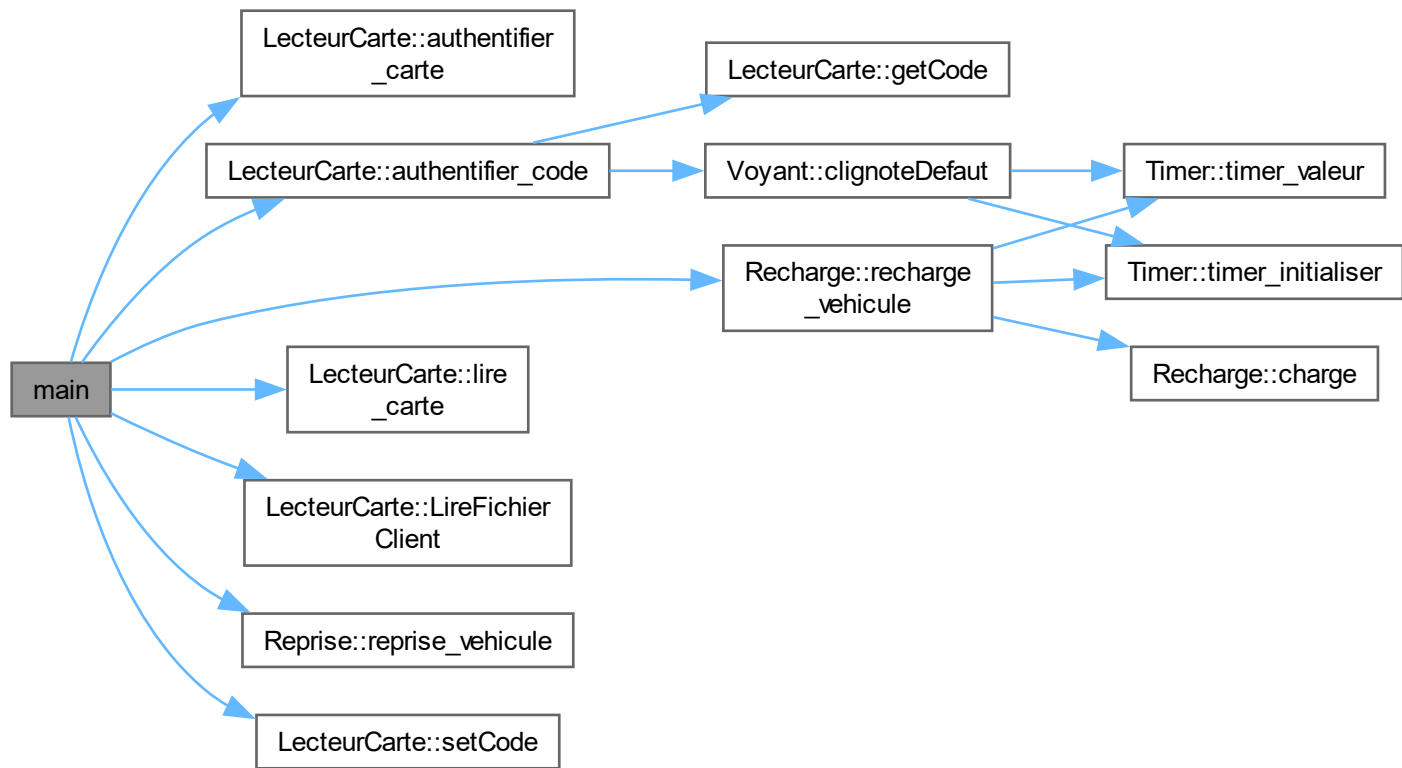 LecteurCarte::authentifier
_carte
LecteurCarte::getCode
LecteurCarte::authentifier_code
Voyant::clignoteDefaut
Timer::timer_valeur
Recharge::recharge
_vehicule
Timer::timer_initialiser
LecteurCarte::lire
_carte
Recharge::charge
main
LecteurCarte::LireFichier
Client
Reprise::reprise_vehicule
LecteurCarte::setCode